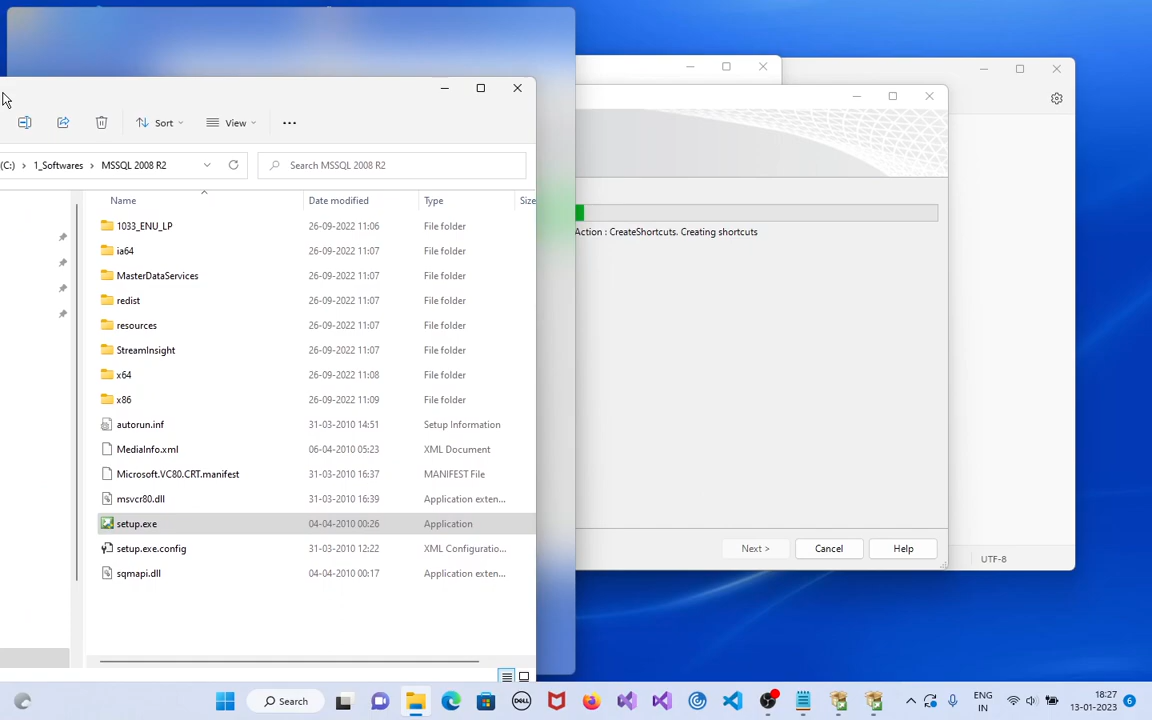 Sort
View
(C:) > 1_Softwares > MSSQL 2008 R2
Search MSSQL 2008 R2
Name Date modified Type Size
1033_ENU_LP 26-09-2022 11:06 File folder
ia64 26-09-2022 11:07 File folder
MasterDataServices 26-09-2022 11:07 File folder
redist 26-09-2022 11:07 File folder
resources 26-09-2022 11:07 File folder
StreamInsight 26-09-2022 11:07 File folder
x64 26-09-2022 11:08 File folder
x86 26-09-2022 11:09 File folder
autorun.inf 31-03-2010 14:51 Setup Information
MediaInfo.xml 06-04-2010 05:23 XML Document
Microsoft.VC80.CRT.manifest 31-03-2010 16:37 MANIFEST File
msvcr80.dll 31-03-2010 16:39 Application exten...
setup.exe 04-04-2010 00:26 Application
setup.exe.config 31-03-2010 12:22 XML Configuratio...
sqmapi.dll 04-04-2010 00:17 Application exten...
Action : CreateShortcuts. Creating shortcuts
Next >
Cancel
Help
UTF-8
Search
DELL
ENG
IN
18:27
13-01-2023
6